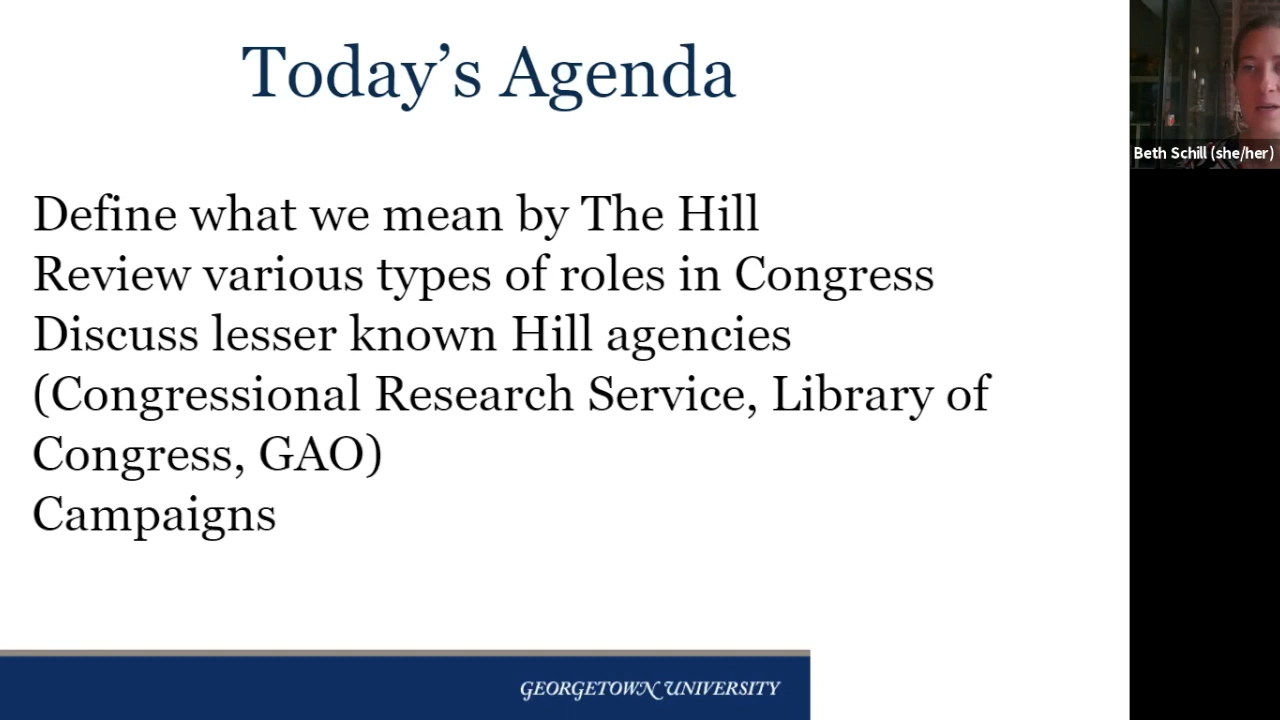 Today’s Agenda
Define what we mean by The Hill
Review various types of roles in Congress
Discuss lesser known Hill agencies
(Congressional Research Service, Library of
Congress, GAO)
Campaigns
GEORGETOWN UNIVERSITY
Beth Schill (she/her)